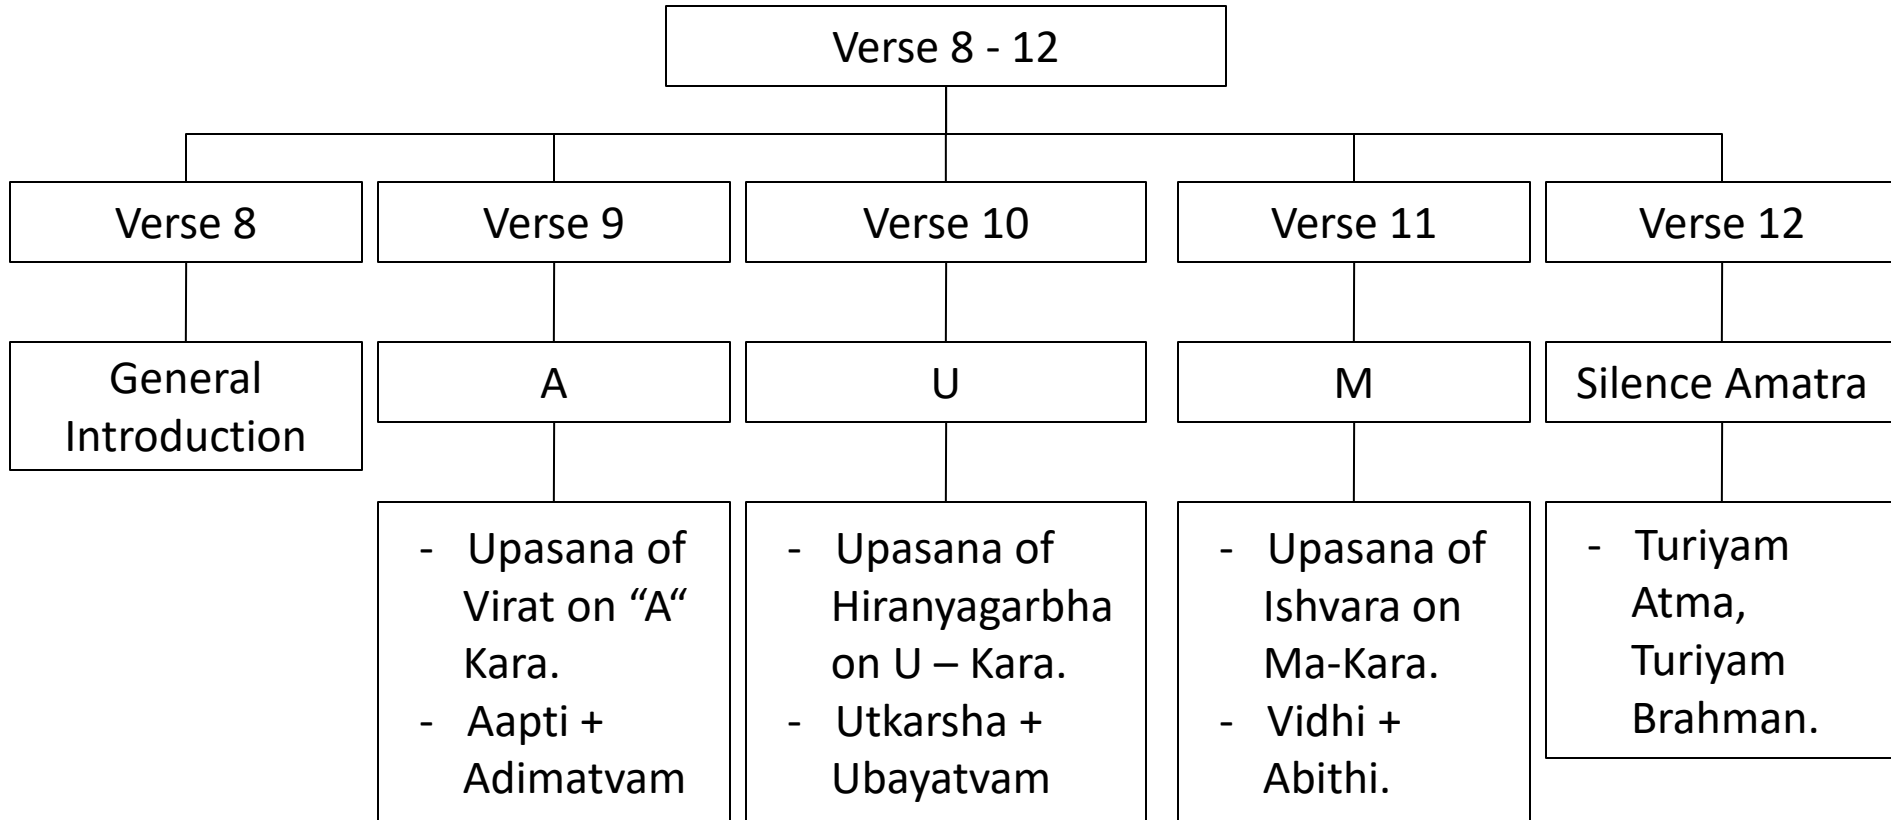 Verse 8 - 12
Verse 8
Verse 9
Verse 10
Verse 11
Verse 12
General
Introduction
A
U
M
Silence Amatra
- Upasana of
Virat on “A“
Kara.
- Aapti +
Adimatvam
- Upasana of
Hiranyagarbha
on U – Kara.
- Utkarsha +
Ubayatvam
- Upasana of
Ishvara on
Ma-Kara.
- Vidhi +
Abithi.
- Turiyam
Atma,
Turiyam
Brahman.